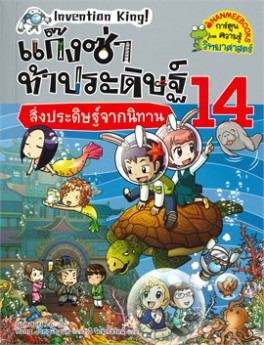 Invention King!
NANMEEBOOKS
การ์ตูน
ความรู้
วิทยาศาสตร์
แก๊งซ่า
ท้าประดิษฐ์
14
สิ่งประดิษฐ์จากนิทาน